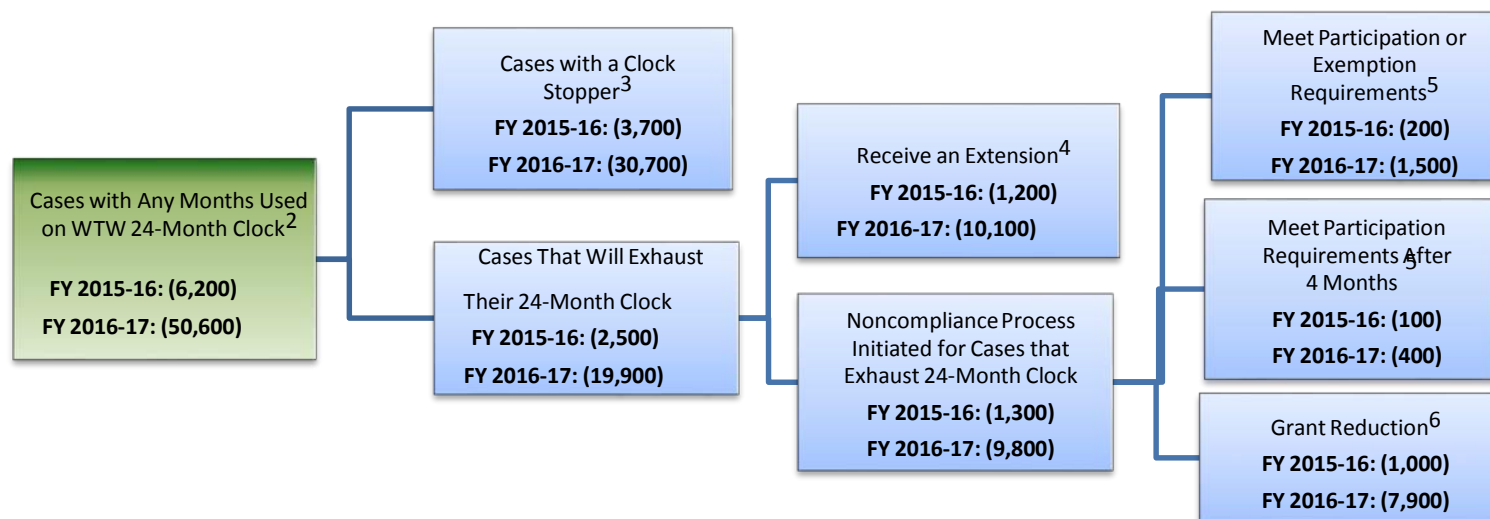 Cases with Any Months Used
on WTW 24-Month Clock2
FY 2015-16: (6,200)
FY 2016-17: (50,600)
Cases with a Clock
Stopper3
FY 2015-16: (3,700)
FY 2016-17: (30,700)
Cases That Will Exhaust
Their 24-Month Clock
FY 2015-16: (2,500)
FY 2016-17: (19,900)
Receive an Extension4
FY 2015-16: (1,200)
FY 2016-17: (10,100)
Noncompliance Process
Initiated for Cases that
Exhaust 24-Month Clock
FY 2015-16: (1,300)
FY 2016-17: (9,800)
Meet Participation or
Exemption
Requirements5
FY 2015-16: (200)
FY 2016-17: (1,500)
Meet Participation
Requirements After
4 Months5
FY 2015-16: (100)
FY 2016-17: (400)
Grant Reduction6
FY 2015-16: (1,000)
FY 2016-17: (7,900)